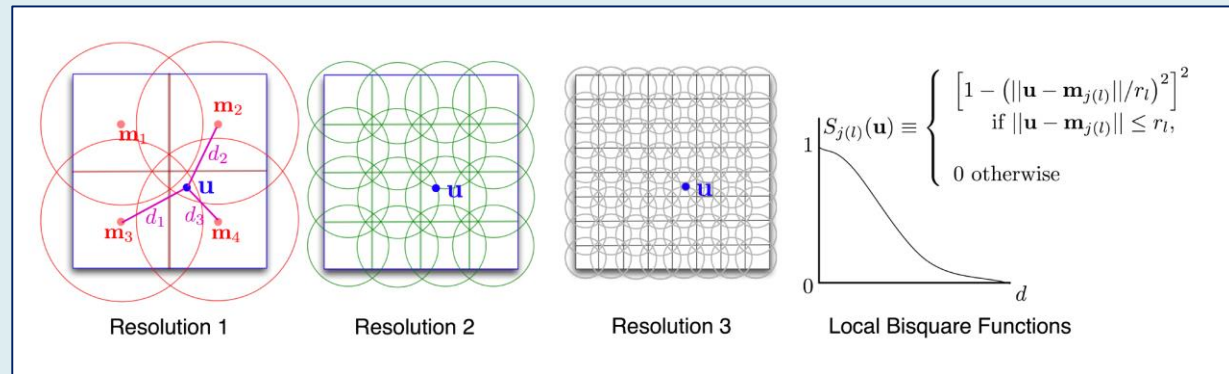 m₁
m₂
d₂
u
m₃
d₁
d₃
m₄
Resolution 1
u
Resolution 2
u
Resolution 3
S_{j(l)}(u) ≡ { [1 − (||u − m_{j(l)}||/r_l)²]²
if ||u − m_{j(l)}|| ≤ r_l,
0 otherwise
1
0
d
Local Bisquare Functions